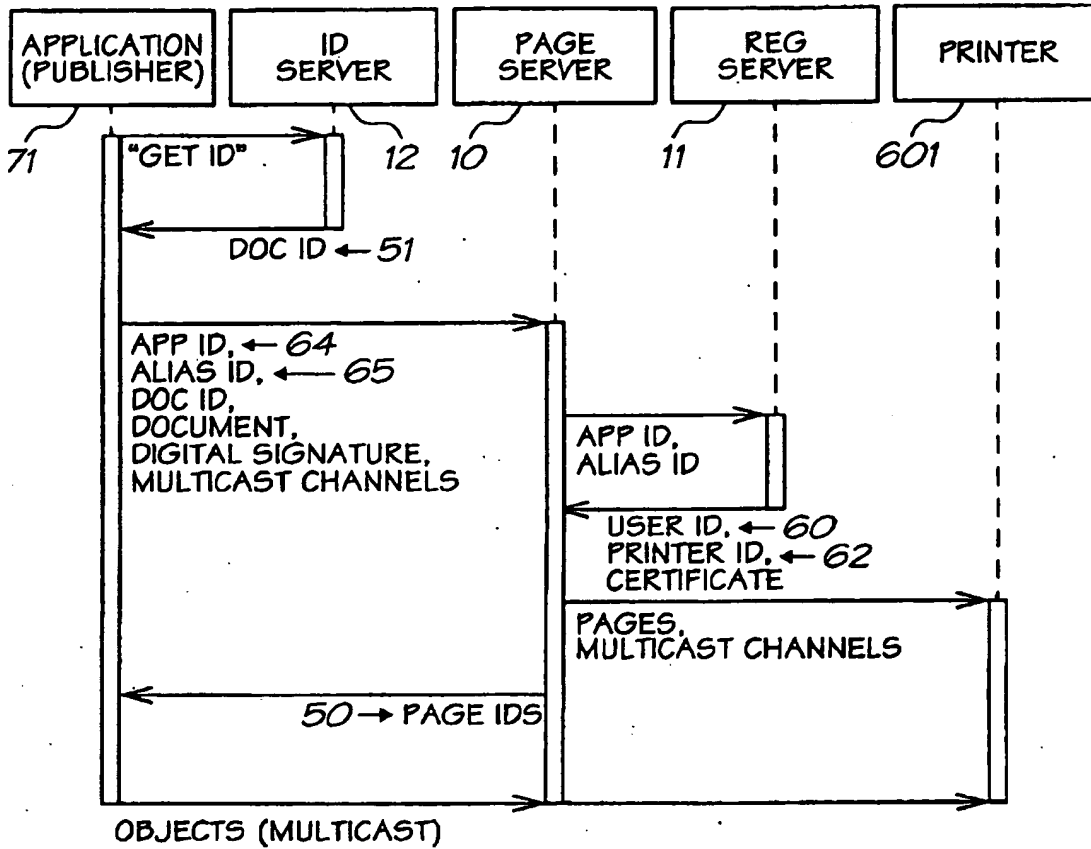 APPLICATION
(PUBLISHER)
ID
SERVER
PAGE
SERVER
REG
SERVER
PRINTER
71
12
10
11
601
"GET ID"
DOC ID ← 51
APP ID, ← 64
ALIAS ID, ← 65
DOC ID,
DOCUMENT,
DIGITAL SIGNATURE,
MULTICAST CHANNELS
APP ID,
ALIAS ID
USER ID, ← 60
PRINTER ID, ← 62
CERTIFICATE
PAGES,
MULTICAST CHANNELS
50 → PAGE IDS
OBJECTS (MULTICAST)